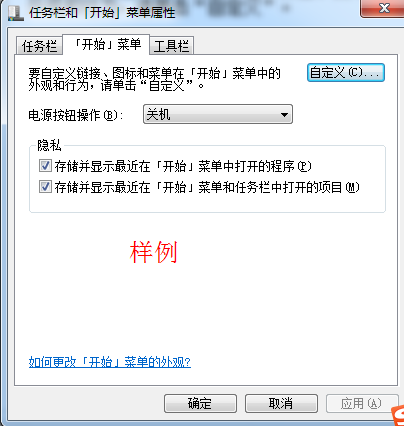 任务栏和「开始」菜单属性
任务栏 「开始」菜单 工具栏
要自定义链接、图标和菜单在「开始」菜单中的
外观和行为，请单击“自定义”。
自定义(C)...
电源按钮操作(B)： 关机
隐私
存储并显示最近在「开始」菜单中打开的程序(P)
存储并显示最近在「开始」菜单和任务栏中打开的项目(M)
样例
如何更改「开始」菜单的外观?
确定 取消 应用(A)